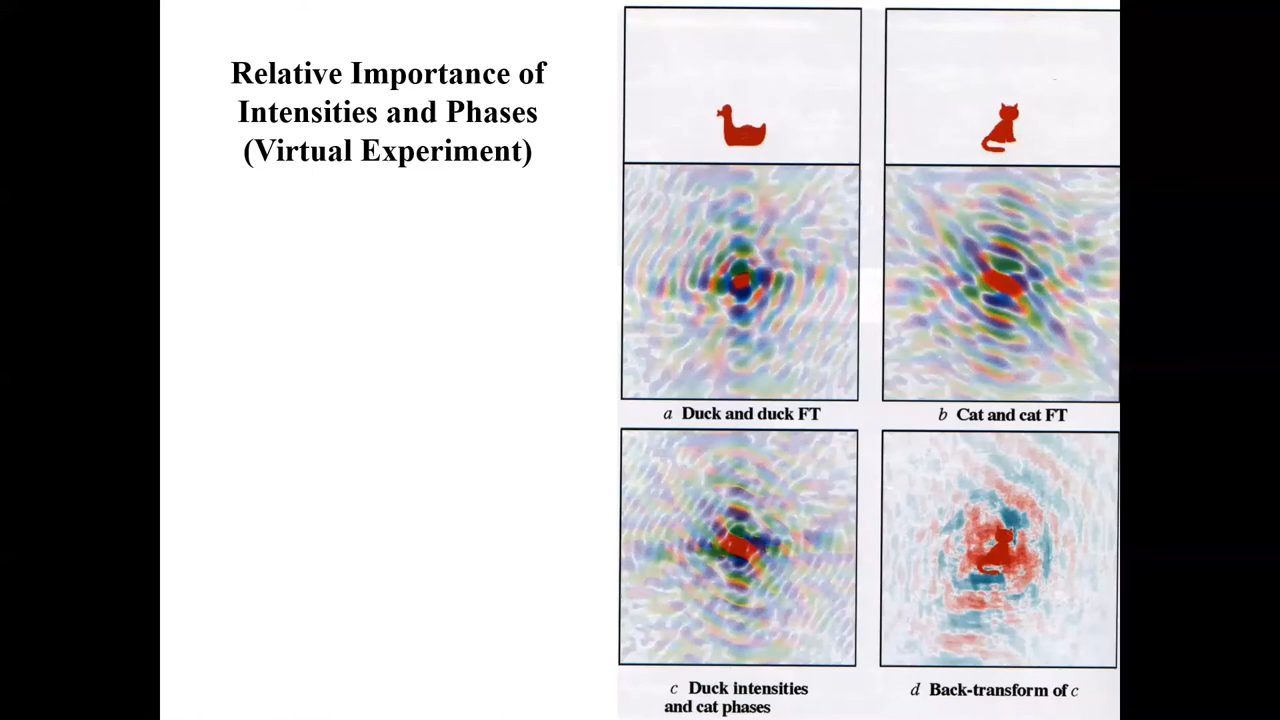 Relative Importance of
Intensities and Phases
(Virtual Experiment)
a Duck and duck FT
b Cat and cat FT
c Duck intensities
and cat phases
d Back-transform of c